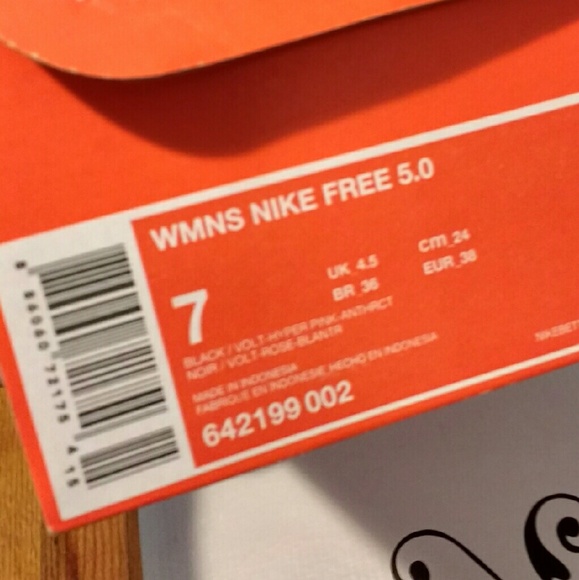 WMNS NIKE FREE 5.0
7
UK 4.5
cm 24
BR 36
EUR 38
BLACK / VOLT-HYPER PINK-ANTHRCT
NOIR / VOLT-ROSE-BLANTR
MADE IN INDONESIA
FABRIQUE EN INDONESIE, HECHO EN INDONESIA
642199 002